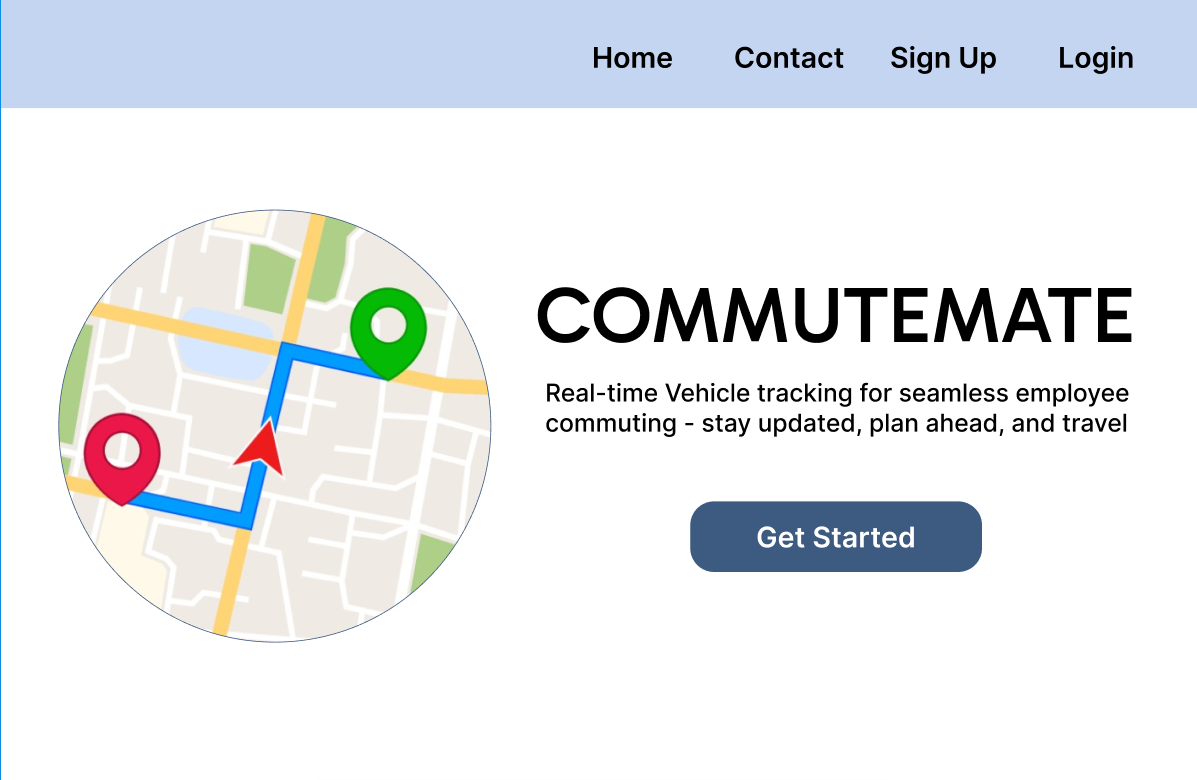 Home Contact Sign Up Login
COMMUTEMATE
Real-time Vehicle tracking for seamless employee
commuting - stay updated, plan ahead, and travel
Get Started